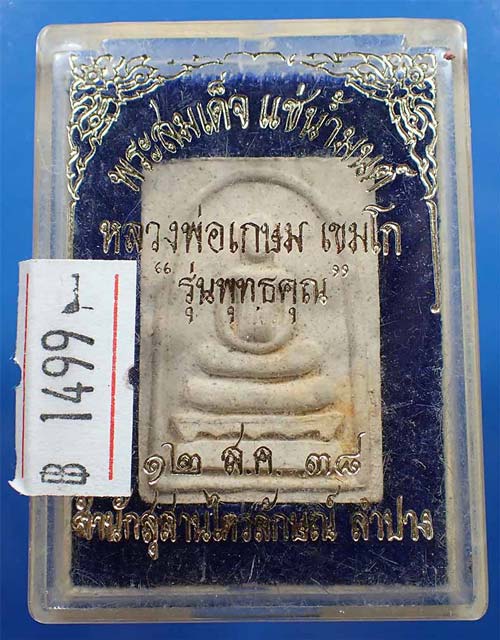 พระสมเด็จ แช่น้ำมนต์
หลวงพ่อเกษม เขมโก
“รุ่นพุทธคุณ”
๑๒ ส.ค. ๓๘
สำนักสุสานไตรลักษณ์ ลำปาง
฿ 1499